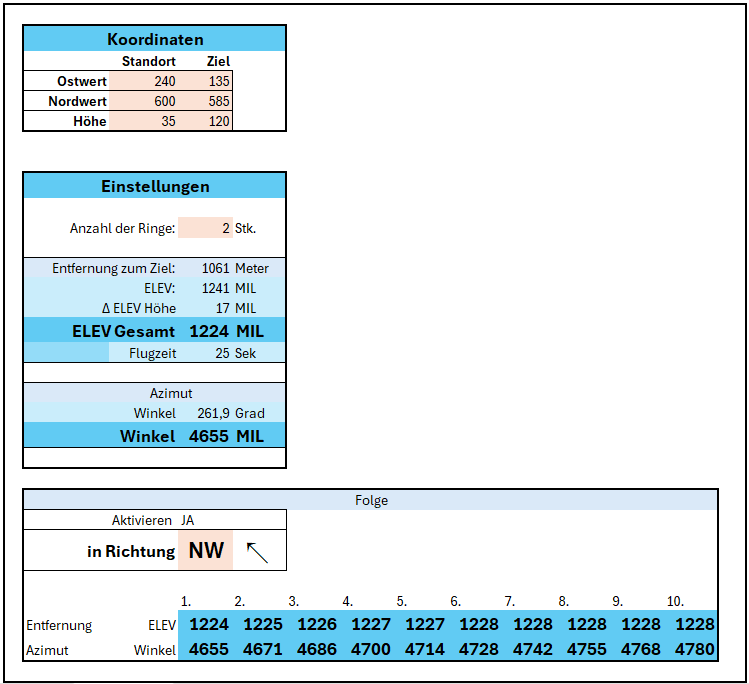 Koordinaten
Standort Ziel
Ostwert 240 135
Nordwert 600 585
Höhe 35 120
Einstellungen
Anzahl der Ringe: 2 Stk.
Entfernung zum Ziel: 1061 Meter
ELEV: 1241 MIL
Δ ELEV Höhe 17 MIL
ELEV Gesamt 1224 MIL
Flugzeit 25 Sek
Azimut
Winkel 261,9 Grad
Winkel 4655 MIL
Folge
Aktivieren JA
in Richtung NW
1. 2. 3. 4. 5. 6. 7. 8. 9. 10.
Entfernung ELEV 1224 1225 1226 1227 1227 1228 1228 1228 1228 1228
Azimut Winkel 4655 4671 4686 4700 4714 4728 4742 4755 4768 4780